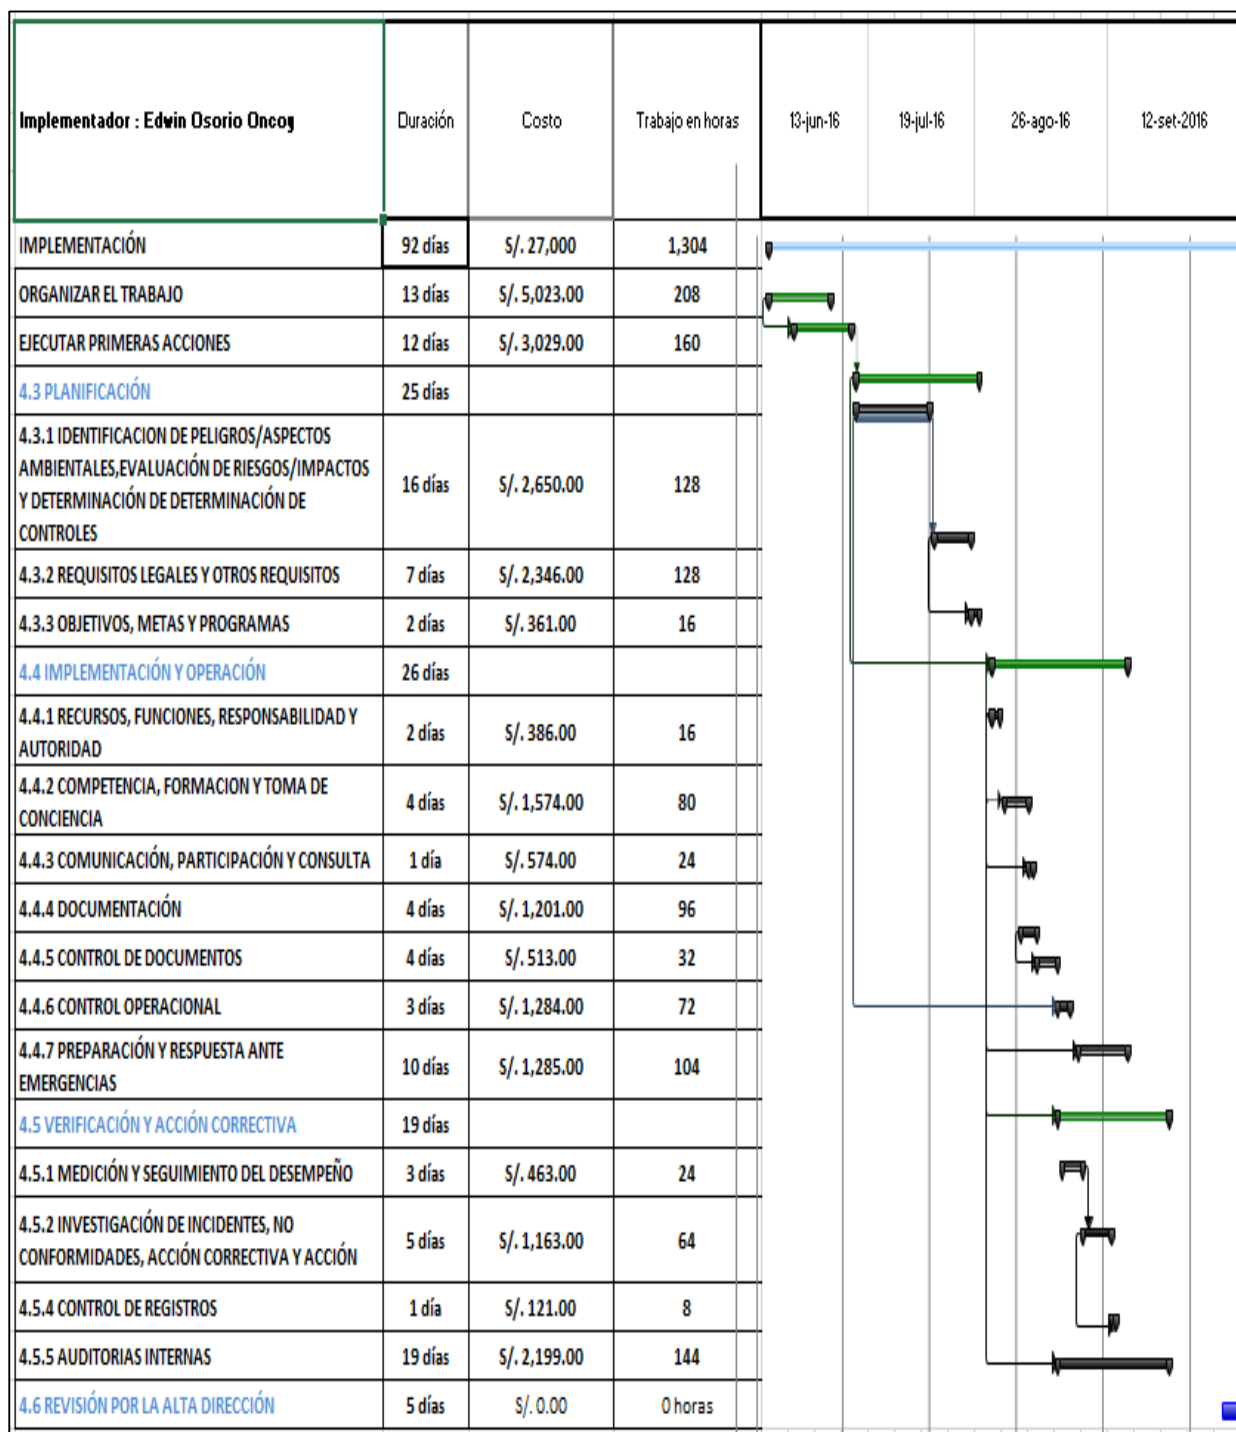 Implementador : Edwin Osorio Oncoy Duración Costo Trabajo en horas 13-jun-16 19-jul-16 26-ago-16 12-set-2016
IMPLEMENTACIÓN 92 días S/. 27,000 1,304
ORGANIZAR EL TRABAJO 13 días S/. 5,023.00 208
EJECUTAR PRIMERAS ACCIONES 12 días S/. 3,029.00 160
4.3 PLANIFICACIÓN 25 días
4.3.1 IDENTIFICACION DE PELIGROS/ASPECTOS
AMBIENTALES,EVALUACIÓN DE RIESGOS/IMPACTOS
Y DETERMINACIÓN DE DETERMINACIÓN DE
CONTROLES
16 días S/. 2,650.00 128
4.3.2 REQUISITOS LEGALES Y OTROS REQUISITOS 7 días S/. 2,346.00 128
4.3.3 OBJETIVOS, METAS Y PROGRAMAS 2 días S/. 361.00 16
4.4 IMPLEMENTACIÓN Y OPERACIÓN 26 días
4.4.1 RECURSOS, FUNCIONES, RESPONSABILIDAD Y
AUTORIDAD
2 días S/. 386.00 16
4.4.2 COMPETENCIA, FORMACION Y TOMA DE
CONCIENCIA
4 días S/. 1,574.00 80
4.4.3 COMUNICACIÓN, PARTICIPACIÓN Y CONSULTA 1 día S/. 574.00 24
4.4.4 DOCUMENTACIÓN 4 días S/. 1,201.00 96
4.4.5 CONTROL DE DOCUMENTOS 4 días S/. 513.00 32
4.4.6 CONTROL OPERACIONAL 3 días S/. 1,284.00 72
4.4.7 PREPARACIÓN Y RESPUESTA ANTE
EMERGENCIAS
10 días S/. 1,285.00 104
4.5 VERIFICACIÓN Y ACCIÓN CORRECTIVA 19 días
4.5.1 MEDICIÓN Y SEGUIMIENTO DEL DESEMPEÑO 3 días S/. 463.00 24
4.5.2 INVESTIGACIÓN DE INCIDENTES, NO
CONFORMIDADES, ACCIÓN CORRECTIVA Y ACCIÓN
5 días S/. 1,163.00 64
4.5.4 CONTROL DE REGISTROS 1 día S/. 121.00 8
4.5.5 AUDITORIAS INTERNAS 19 días S/. 2,199.00 144
4.6 REVISIÓN POR LA ALTA DIRECCIÓN 5 días S/. 0.00 0 horas